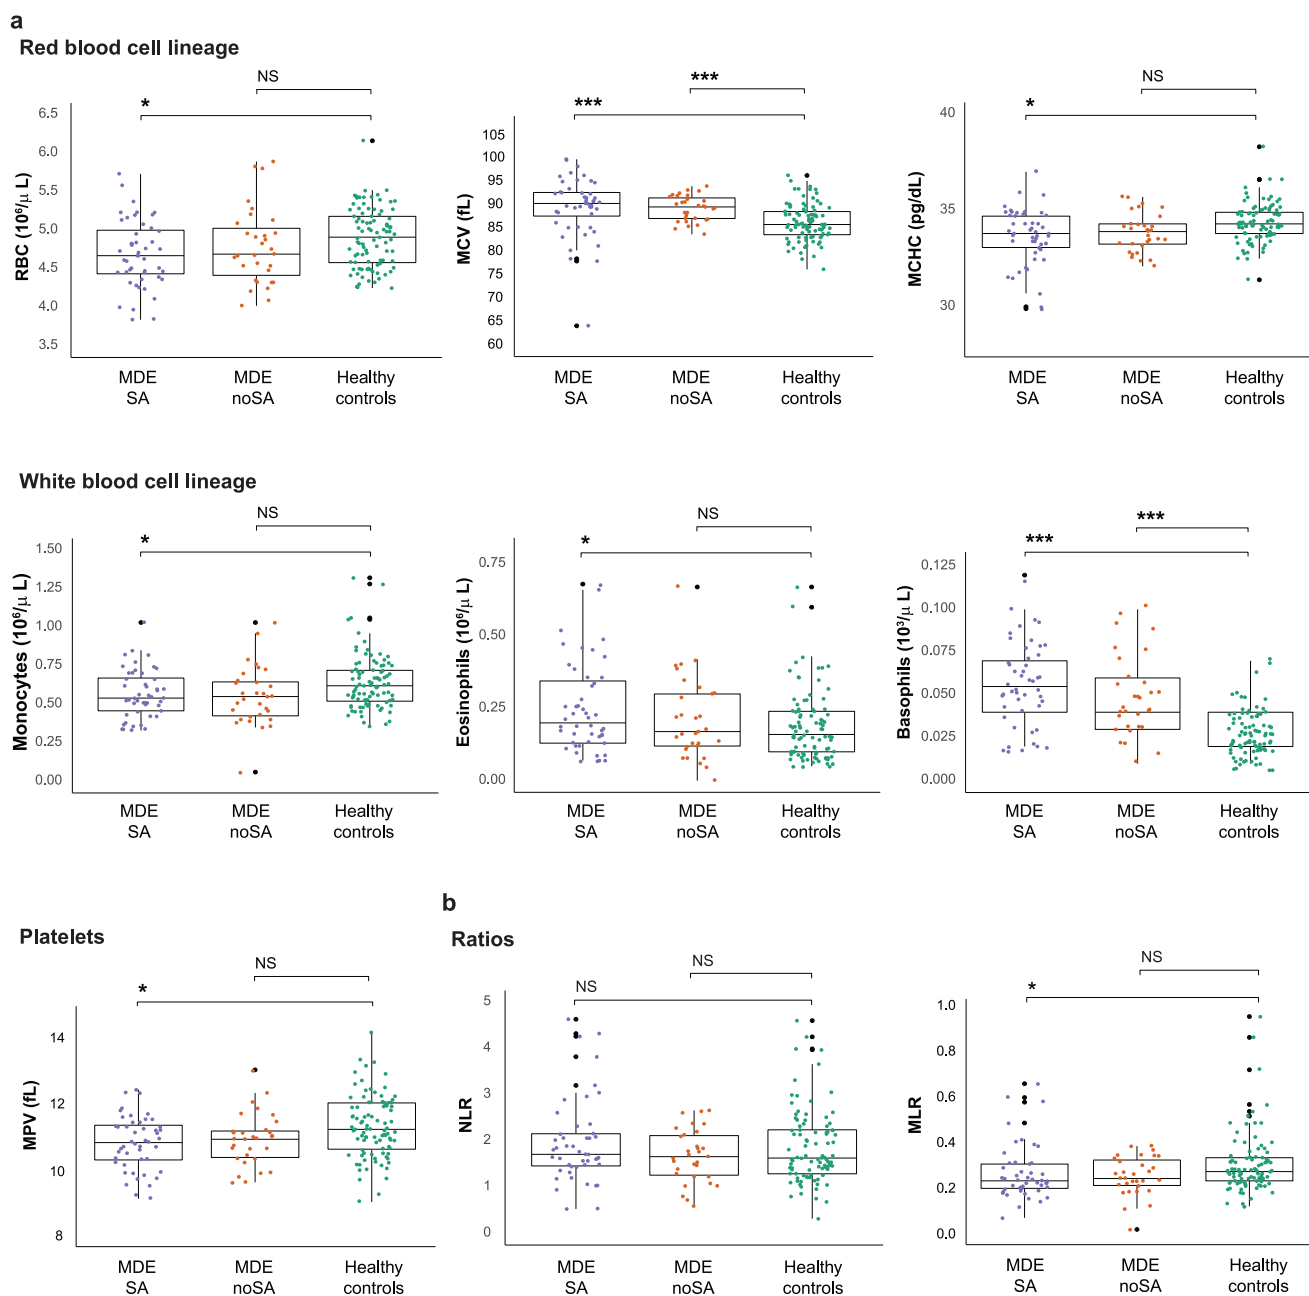 a
Red blood cell lineage
RBC (10⁶/μ L)
6.5
6.0
5.5
5.0
4.5
4.0
3.5
*
NS
MDE
SA
MDE
noSA
Healthy
controls
MCV (fL)
105
100
95
90
85
80
75
70
65
60
***
***
MDE
SA
MDE
noSA
Healthy
controls
MCHC (pg/dL)
40
35
30
*
NS
MDE
SA
MDE
noSA
Healthy
controls
White blood cell lineage
Monocytes (10⁶/μ L)
1.50
1.25
1.00
0.75
0.50
0.25
0.00
*
NS
MDE
SA
MDE
noSA
Healthy
controls
Eosinophils (10⁶/μ L)
0.75
0.50
0.25
0.00
*
NS
MDE
SA
MDE
noSA
Healthy
controls
Basophils (10³/μ L)
0.125
0.100
0.075
0.050
0.025
0.000
***
***
MDE
SA
MDE
noSA
Healthy
controls
Platelets
MPV (fL)
14
12
10
8
*
NS
MDE
SA
MDE
noSA
Healthy
controls
b
Ratios
NLR
5
4
3
2
1
0
NS
NS
MDE
SA
MDE
noSA
Healthy
controls
MLR
1.0
0.8
0.6
0.4
0.2
0.0
*
NS
MDE
SA
MDE
noSA
Healthy
controls